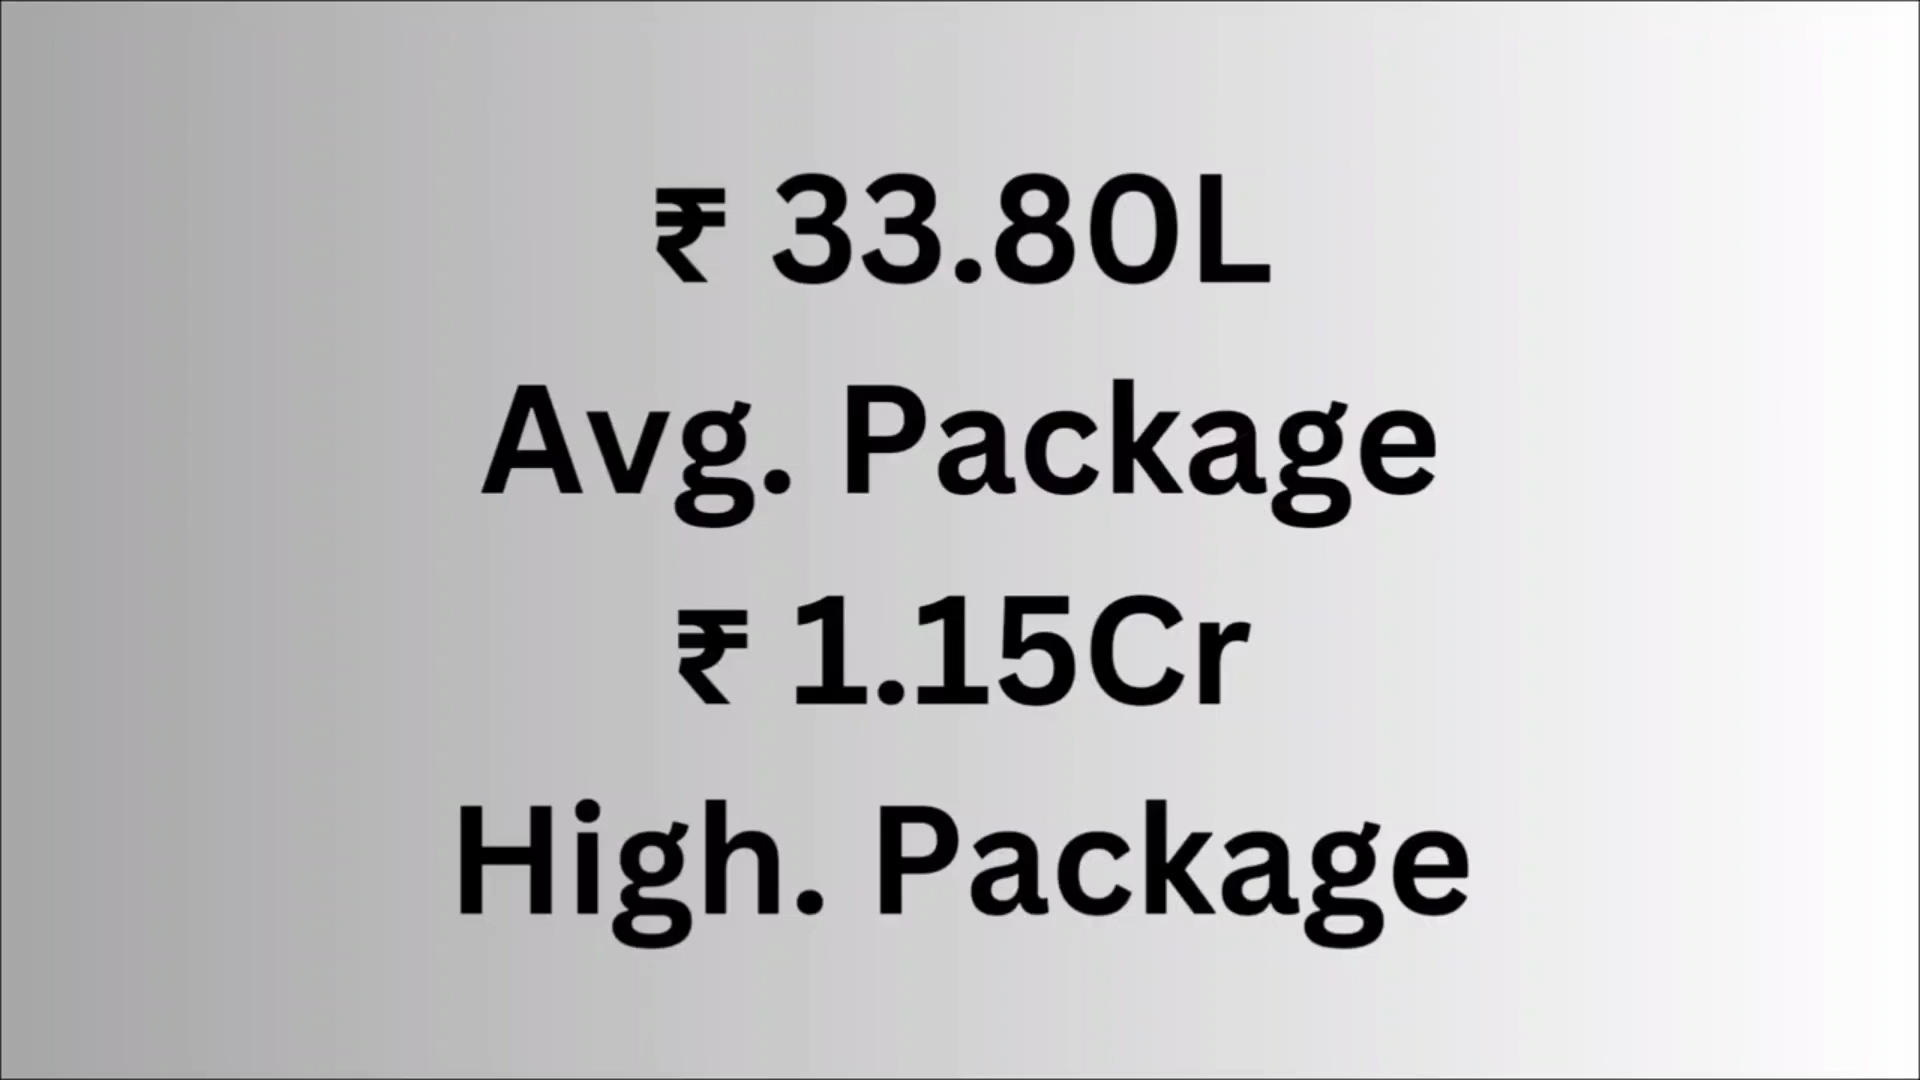 ₹ 33.80L
Avg. Package
₹ 1.15Cr
High. Package